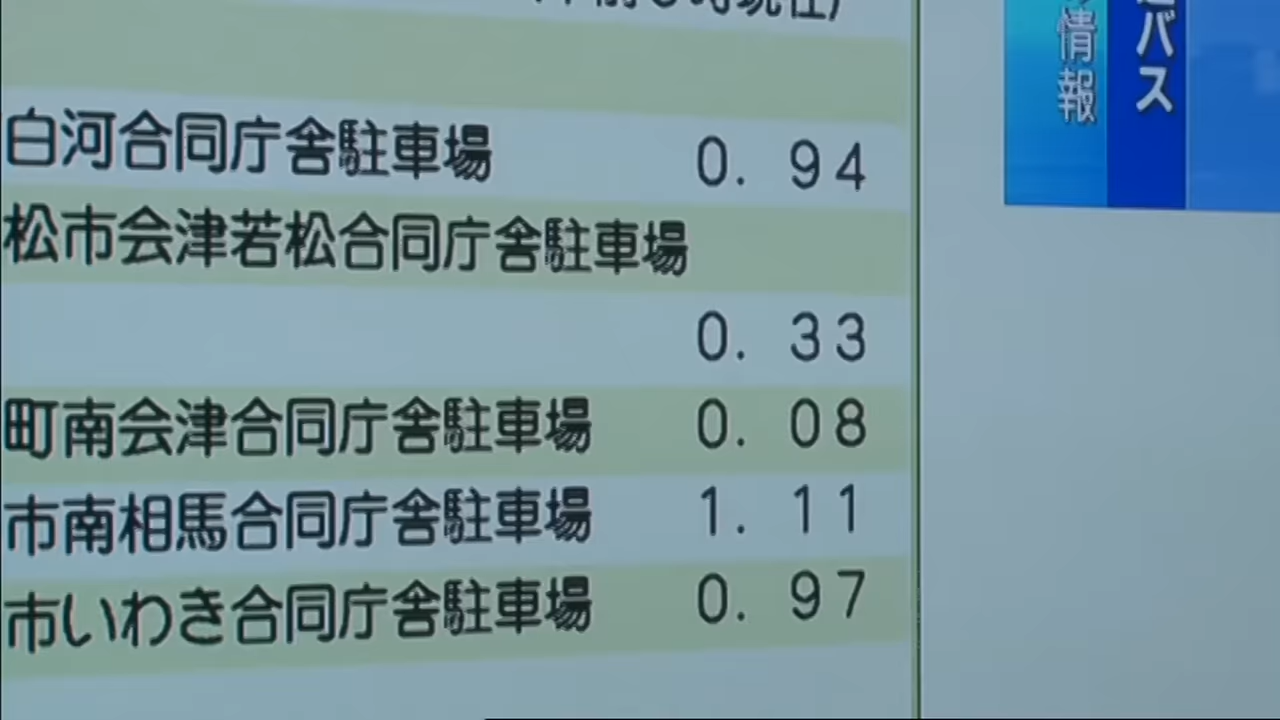 白河合同庁舎駐車場 0.94
松市会津若松合同庁舎駐車場
0.33
町南会津合同庁舎駐車場 0.08
市南相馬合同庁舎駐車場 1.11
市いわき合同庁舎駐車場 0.97
バス
情報